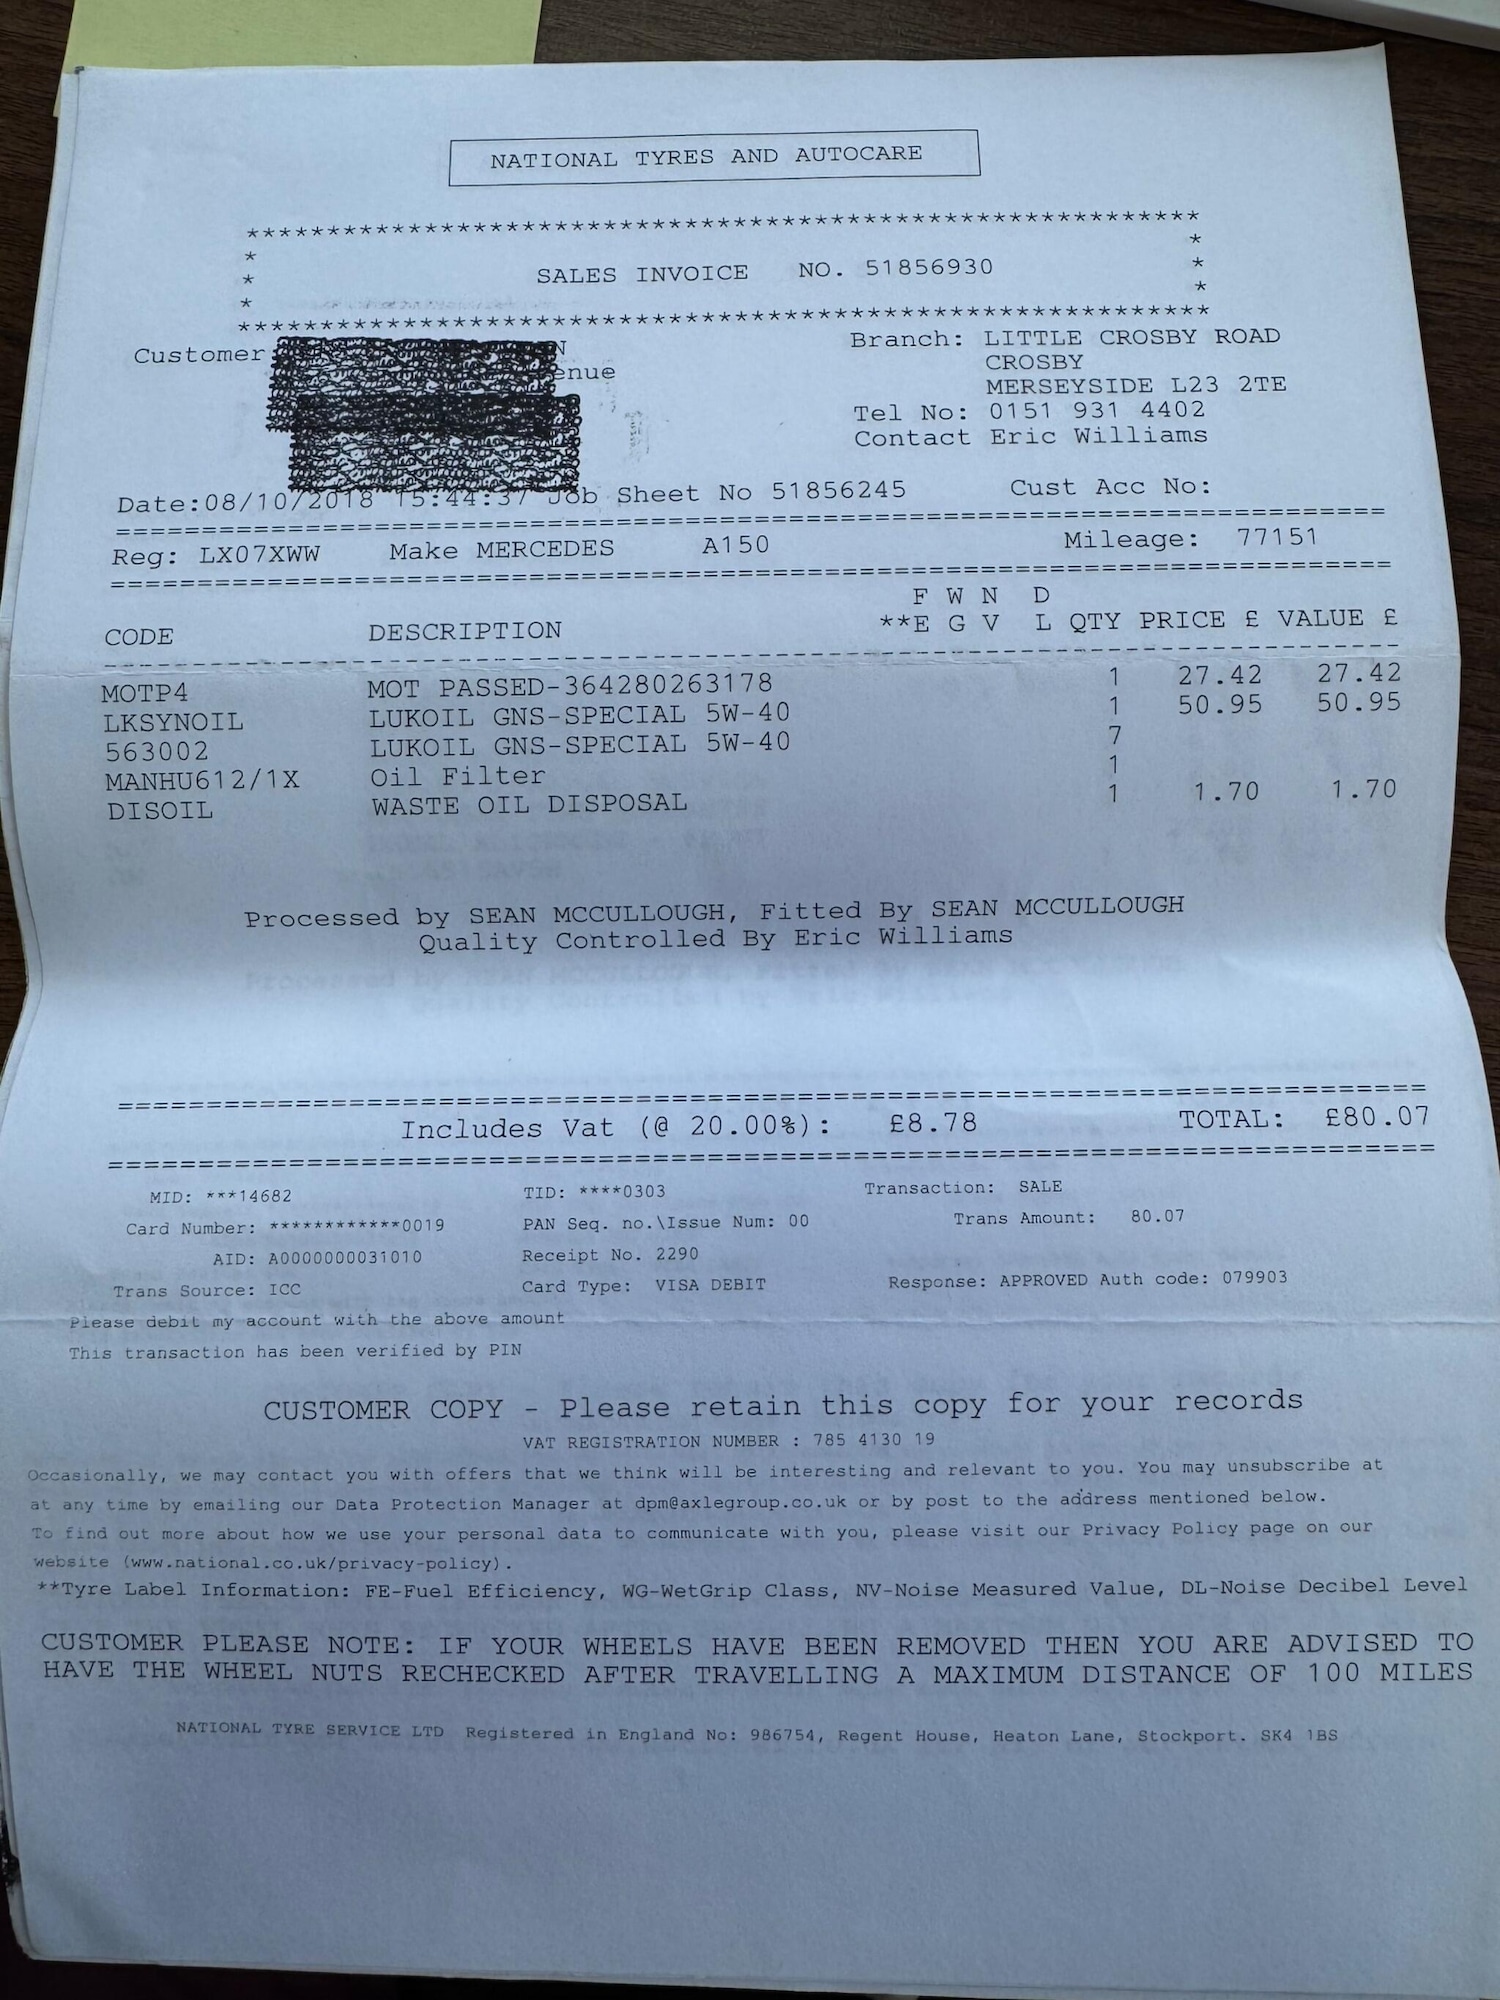 NATIONAL TYRES AND AUTOCARE
************************************************************
* *
* SALES INVOICE NO. 51856930 *
* *
************************************************************
Customer N Branch: LITTLE CROSBY ROAD
enue CROSBY
MERSEYSIDE L23 2TE
Tel No: 0151 931 4402
Contact Eric Williams
Date:08/10/2018 15:44:37 Job Sheet No 51856245 Cust Acc No:
================================================================================
Reg: LX07XWW Make MERCEDES A150 Mileage: 77151
================================================================================
F W N D
CODE DESCRIPTION **E G V L QTY PRICE £ VALUE £
--------------------------------------------------------------------------------
MOTP4 MOT PASSED-364280263178 1 27.42 27.42
LKSYNOIL LUKOIL GNS-SPECIAL 5W-40 1 50.95 50.95
563002 LUKOIL GNS-SPECIAL 5W-40 7
MANHU612/1X Oil Filter 1
DISOIL WASTE OIL DISPOSAL 1 1.70 1.70
Processed by SEAN MCCULLOUGH, Fitted By SEAN MCCULLOUGH
Quality Controlled By Eric Williams
================================================================================
Includes Vat (@ 20.00%): £8.78 TOTAL: £80.07
================================================================================
MID: ***14682 TID: ****0303 Transaction: SALE
Card Number: ************0019 PAN Seq. no.\Issue Num: 00 Trans Amount: 80.07
AID: A0000000031010 Receipt No. 2290
Trans Source: ICC Card Type: VISA DEBIT Response: APPROVED Auth code: 079903
Please debit my account with the above amount
This transaction has been verified by PIN
CUSTOMER COPY - Please retain this copy for your records
VAT REGISTRATION NUMBER : 785 4130 19
Occasionally, we may contact you with offers that we think will be interesting and relevant to you. You may unsubscribe at
at any time by emailing our Data Protection Manager at dpm@axlegroup.co.uk or by post to the address mentioned below.
To find out more about how we use your personal data to communicate with you, please visit our Privacy Policy page on our
website (www.national.co.uk/privacy-policy).
**Tyre Label Information: FE-Fuel Efficiency, WG-WetGrip Class, NV-Noise Measured Value, DL-Noise Decibel Level
CUSTOMER PLEASE NOTE: IF YOUR WHEELS HAVE BEEN REMOVED THEN YOU ARE ADVISED TO
HAVE THE WHEEL NUTS RECHECKED AFTER TRAVELLING A MAXIMUM DISTANCE OF 100 MILES
NATIONAL TYRE SERVICE LTD Registered in England No: 986754, Regent House, Heaton Lane, Stockport. SK4 1BS